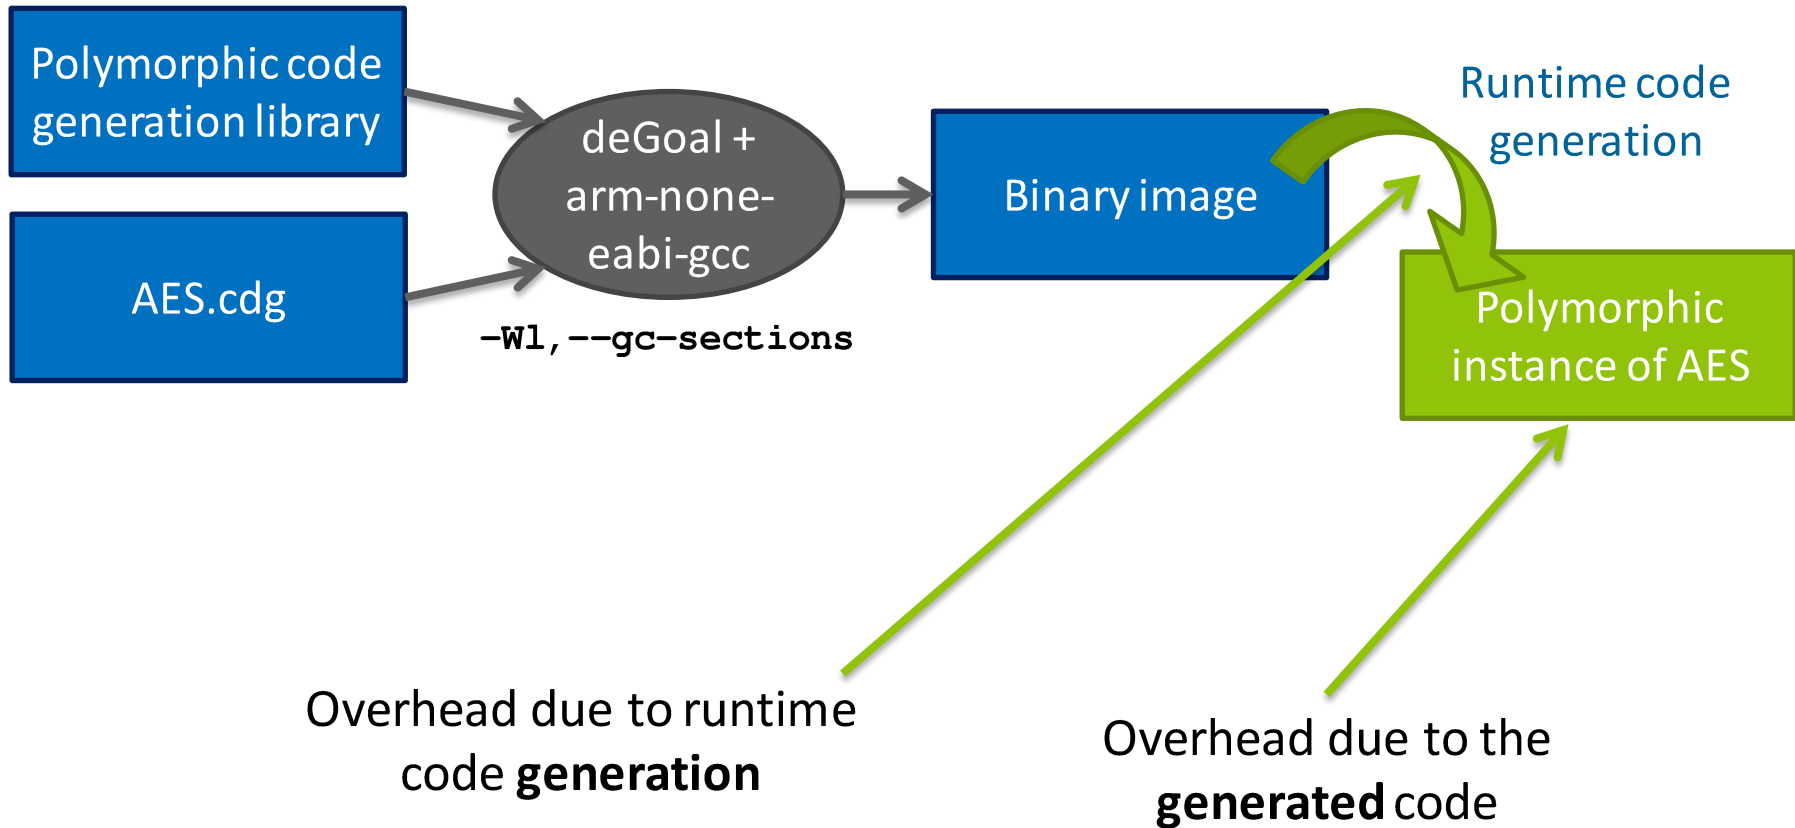 Polymorphic code
generation library
AES.cdg
deGoal +
arm-none-
eabi-gcc
–Wl,––gc–sections
Binary image
Runtime code
generation
Polymorphic
instance of AES
Overhead due to runtime
code generation
Overhead due to the
generated code